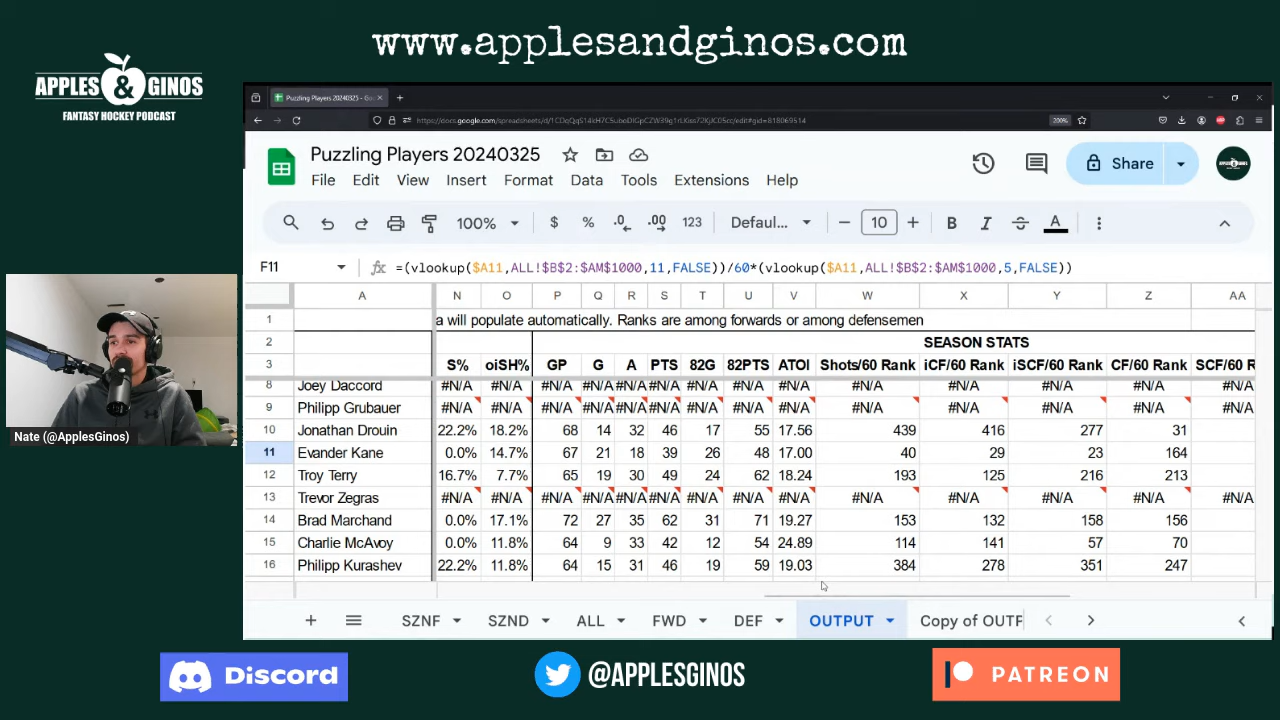 www.applesandginos.com
APPLES & GINOS
FANTASY HOCKEY PODCAST
Puzzling Players 20240325 - Goo
Puzzling Players 20240325
Share
File Edit View Insert Format Data Tools Extensions Help
100% $ % .0 .00 123 Defaul... − 10 + B I S A
F11 fx =(vlookup($A11,ALL!$B$2:$AM$1000,11,FALSE))/60*(vlookup($A11,ALL!$B$2:$AM$1000,5,FALSE))
A N O P Q R S T U V W X Y Z AA
1 a will populate automatically. Ranks are among forwards or among defensemen
2 SEASON STATS
3 S% oiSH% GP G A PTS 82G 82PTS ATOI Shots/60 Rank iCF/60 Rank iSCF/60 Rank CF/60 Rank SCF/60 R
8 Joey Daccord #N/A #N/A #N/A #N/A #N/A #N/A #N/A #N/A #N/A #N/A #N/A #N/A #N/A #N/A
9 Philipp Grubauer #N/A #N/A #N/A #N/A #N/A #N/A #N/A #N/A #N/A #N/A #N/A #N/A #N/A #N/A
10 Jonathan Drouin 22.2% 18.2% 68 14 32 46 17 55 17.56 439 416 277 31
11 Evander Kane 0.0% 14.7% 67 21 18 39 26 48 17.00 40 29 23 164
12 Troy Terry 16.7% 7.7% 65 19 30 49 24 62 18.24 193 125 216 213
13 Trevor Zegras #N/A #N/A #N/A #N/A #N/A #N/A #N/A #N/A #N/A #N/A #N/A #N/A #N/A #N/A
14 Brad Marchand 0.0% 17.1% 72 27 35 62 31 71 19.27 153 132 158 156
15 Charlie McAvoy 0.0% 11.8% 64 9 33 42 12 54 24.89 114 141 57 70
16 Philipp Kurashev 22.2% 11.8% 64 15 31 46 19 59 19.03 384 278 351 247
SZNF SZND ALL FWD DEF OUTPUT Copy of OUTF
Nate (@ApplesGinos)
Discord
@APPLESGINOS
PATREON